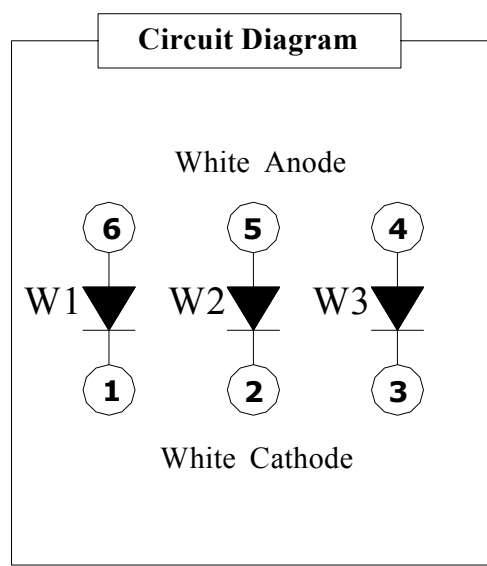 Circuit Diagram
White Anode
6 5 4
W1 W2 W3
1 2 3
White Cathode